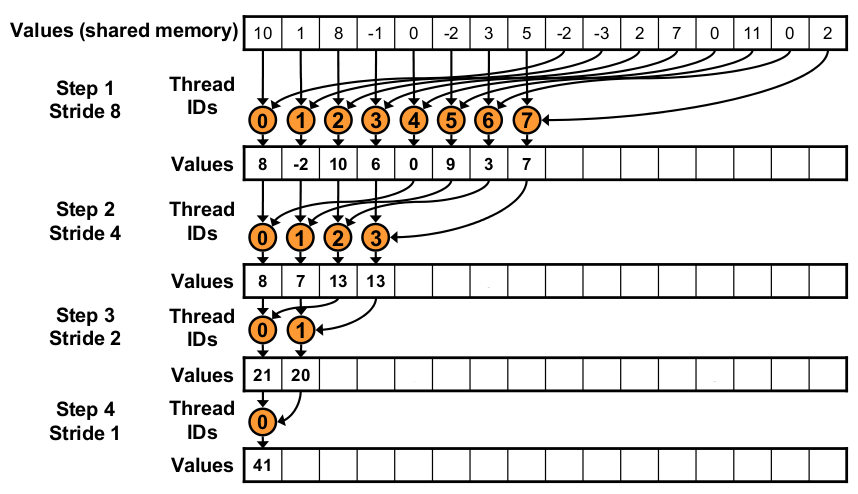 Values (shared memory) 10 1 8 -1 0 -2 3 5 -2 -3 2 7 0 11 0 2
Step 1
Stride 8
Thread
IDs
0 1 2 3 4 5 6 7
Values 8 -2 10 6 0 9 3 7
Step 2
Stride 4
Thread
IDs
0 1 2 3
Values 8 7 13 13
Step 3
Stride 2
Thread
IDs
0 1
Values 21 20
Step 4
Stride 1
Thread
IDs
0
Values 41